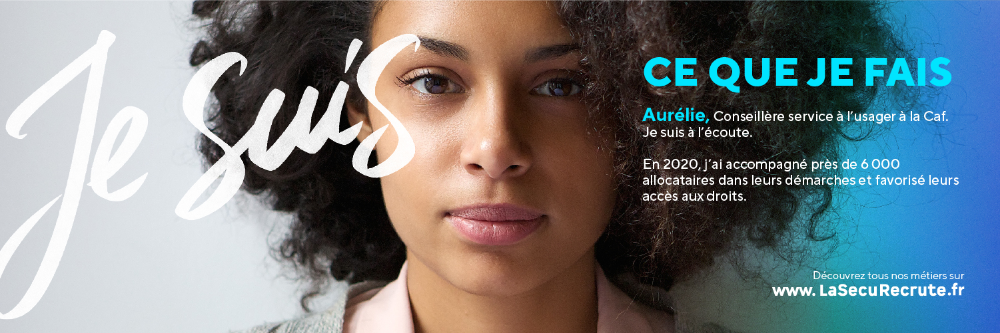 Je suis
CE QUE JE FAIS
Aurélie, Conseillère service à l'usager à la Caf.
Je suis à l'écoute.
En 2020, j'ai accompagné près de 6 000
allocataires dans leurs démarches et favorisé leurs
accès aux droits.
Découvrez tous nos métiers sur
www. LaSecuRecrute.fr